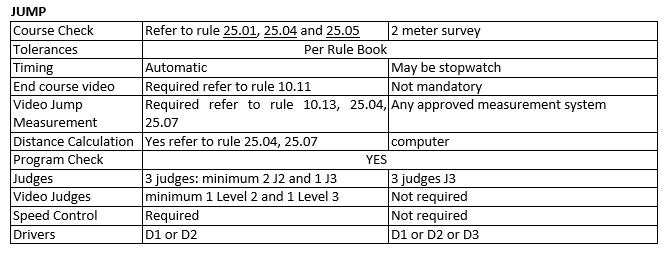 JUMP
Course Check Refer to rule 25.01, 25.04 and 25.05 2 meter survey
Tolerances Per Rule Book
Timing Automatic May be stopwatch
End course video Required refer to rule 10.11 Not mandatory
Video Jump Required refer to rule 10.13, 25.04, Any approved measurement system
Measurement 25.07
Distance Calculation Yes refer to rule 25.04, 25.07 computer
Program Check YES
Judges 3 judges: minimum 2 J2 and 1 J3 3 judges J3
Video Judges minimum 1 Level 2 and 1 Level 3 Not required
Speed Control Required Not required
Drivers D1 or D2 D1 or D2 or D3